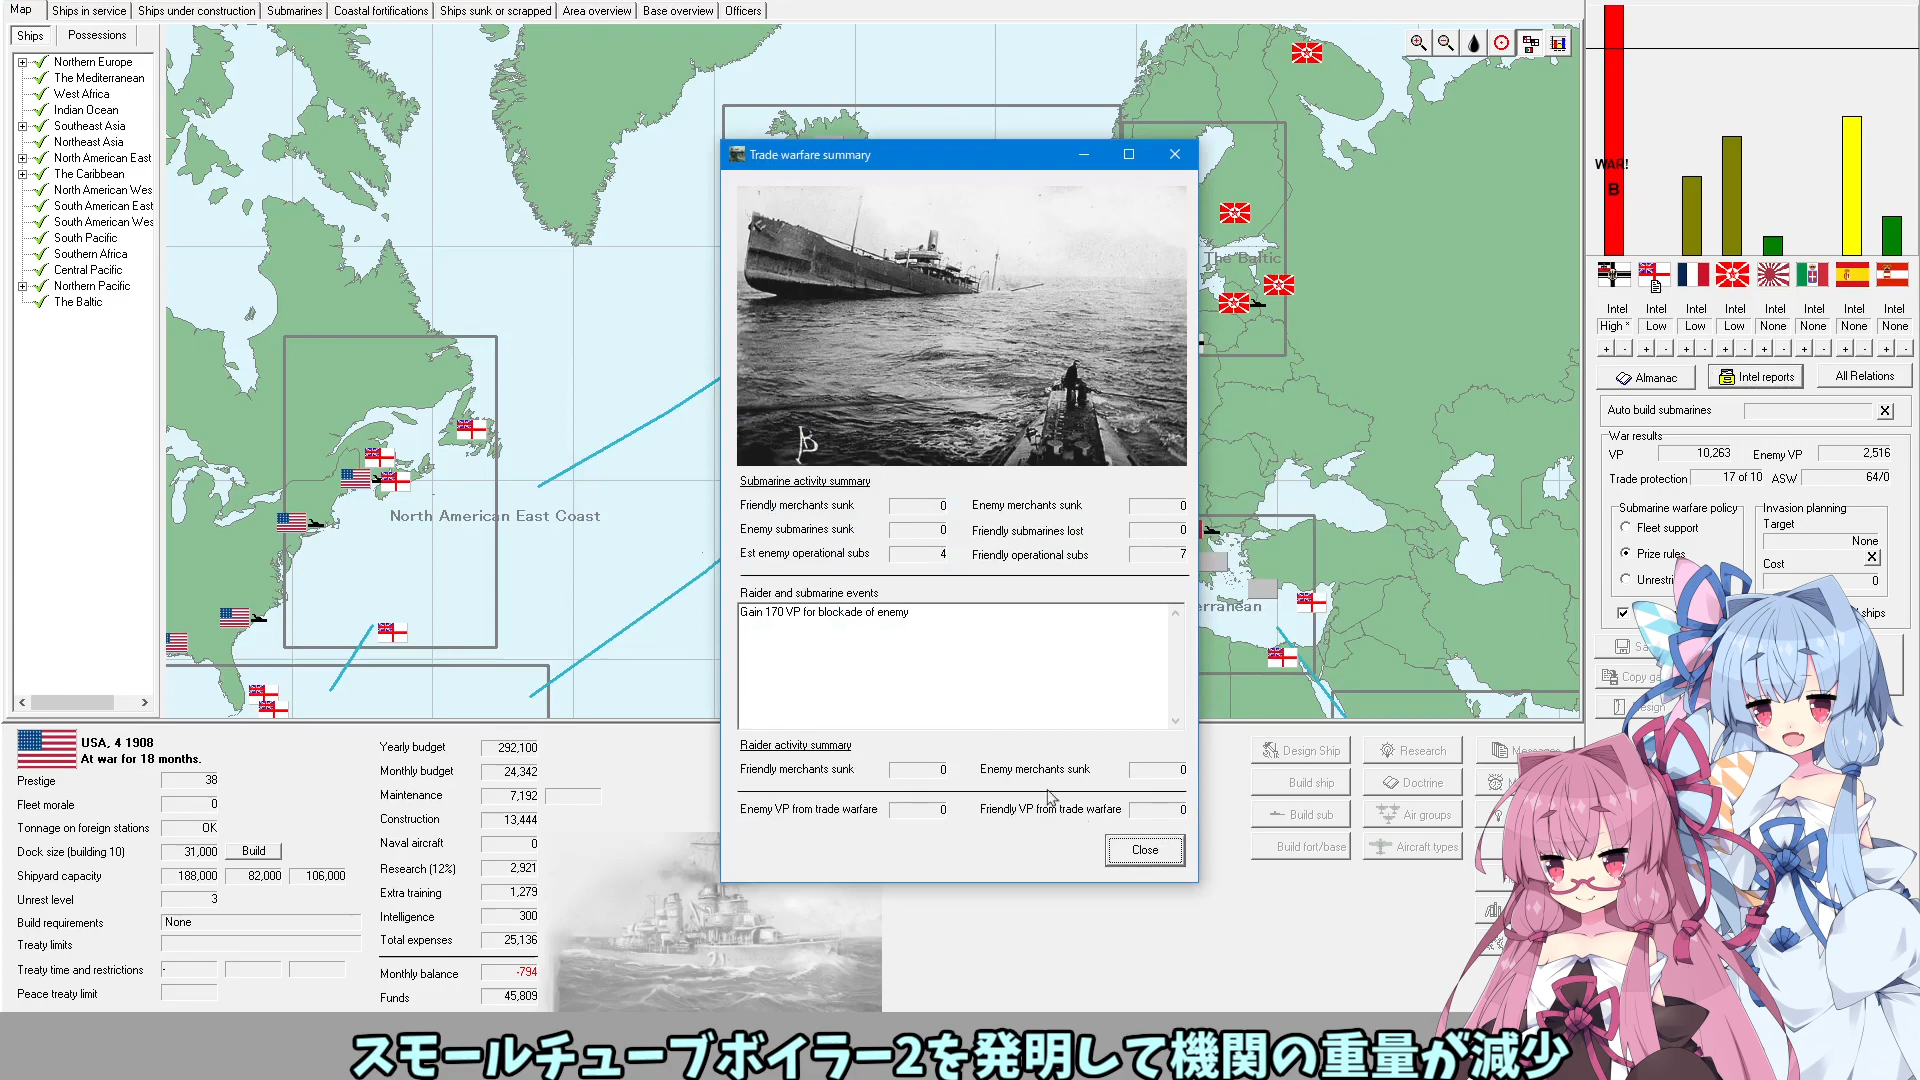 Map
Ships in service
Ships under construction
Submarines
Coastal fortifications
Ships sunk or scrapped
Area overview
Base overview
Officers
Ships
Possessions
Northern Europe
The Mediterranean
West Africa
Indian Ocean
Southeast Asia
Northeast Asia
North American East
The Caribbean
North American Wes
South American East
South American Wes
South Pacific
Southern Africa
Central Pacific
Northern Pacific
The Baltic
North American East Coast
The Baltic
erranean
Trade warfare summary
Submarine activity summary
Friendly merchants sunk 0 Enemy merchants sunk 0
Enemy submarines sunk 0 Friendly submarines lost 0
Est enemy operational subs 4 Friendly operational subs 7
Raider and submarine events
Gain 170 VP for blockade of enemy
Raider activity summary
Friendly merchants sunk 0 Enemy merchants sunk 0
Enemy VP from trade warfare 0 Friendly VP from trade warfare 0
Close
WAR!
B
Intel Intel Intel Intel Intel Intel Intel Intel
High * Low Low Low None None None None
+ - + - + - + - + - + - + - + -
Almanac
Intel reports
All Relations
Auto build submarines X
War results
VP 10,263 Enemy VP 2,516
Trade protection 17 of 10 ASW 64/0
Submarine warfare policy
Fleet support
Prize rules
Unrestri
Invasion planning
Target
None
Cost X
0
ships
Copy ga
USA, 4 1908
At war for 18 months.
Prestige 38
Fleet morale 0
Tonnage on foreign stations OK
Dock size (building 10) 31,000 Build
Shipyard capacity 188,000 82,000 106,000
Unrest level 3
Build requirements None
Treaty limits
Treaty time and restrictions -
Peace treaty limit
Yearly budget 292,100
Monthly budget 24,342
Maintenance 7,192
Construction 13,444
Naval aircraft 0
Research (12%) 2,921
Extra training 1,279
Intelligence 300
Total expenses 25,136
Monthly balance -794
Funds 45,809
Design Ship
Research
Build ship
Doctrine
Build sub
Air groups
Build fort/base
Aircraft types
スモールチューブボイラー2を発明して機関の重量が減少